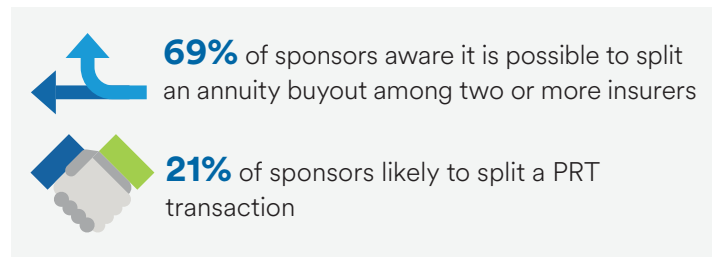 69% of sponsors aware it is possible to split
an annuity buyout among two or more insurers
21% of sponsors likely to split a PRT
transaction